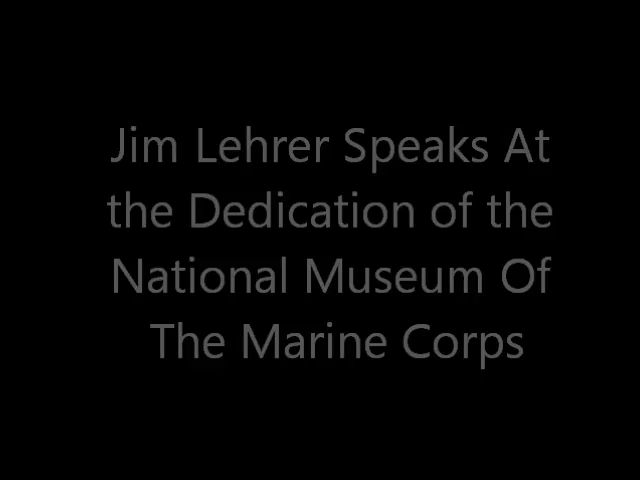 Jim Lehrer Speaks At
the Dedication of the
National Museum Of
The Marine Corps